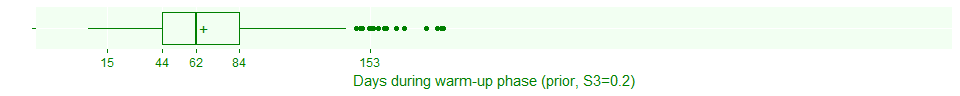 15 44 62 84 153
Days during warm-up phase (prior, S3=0.2)